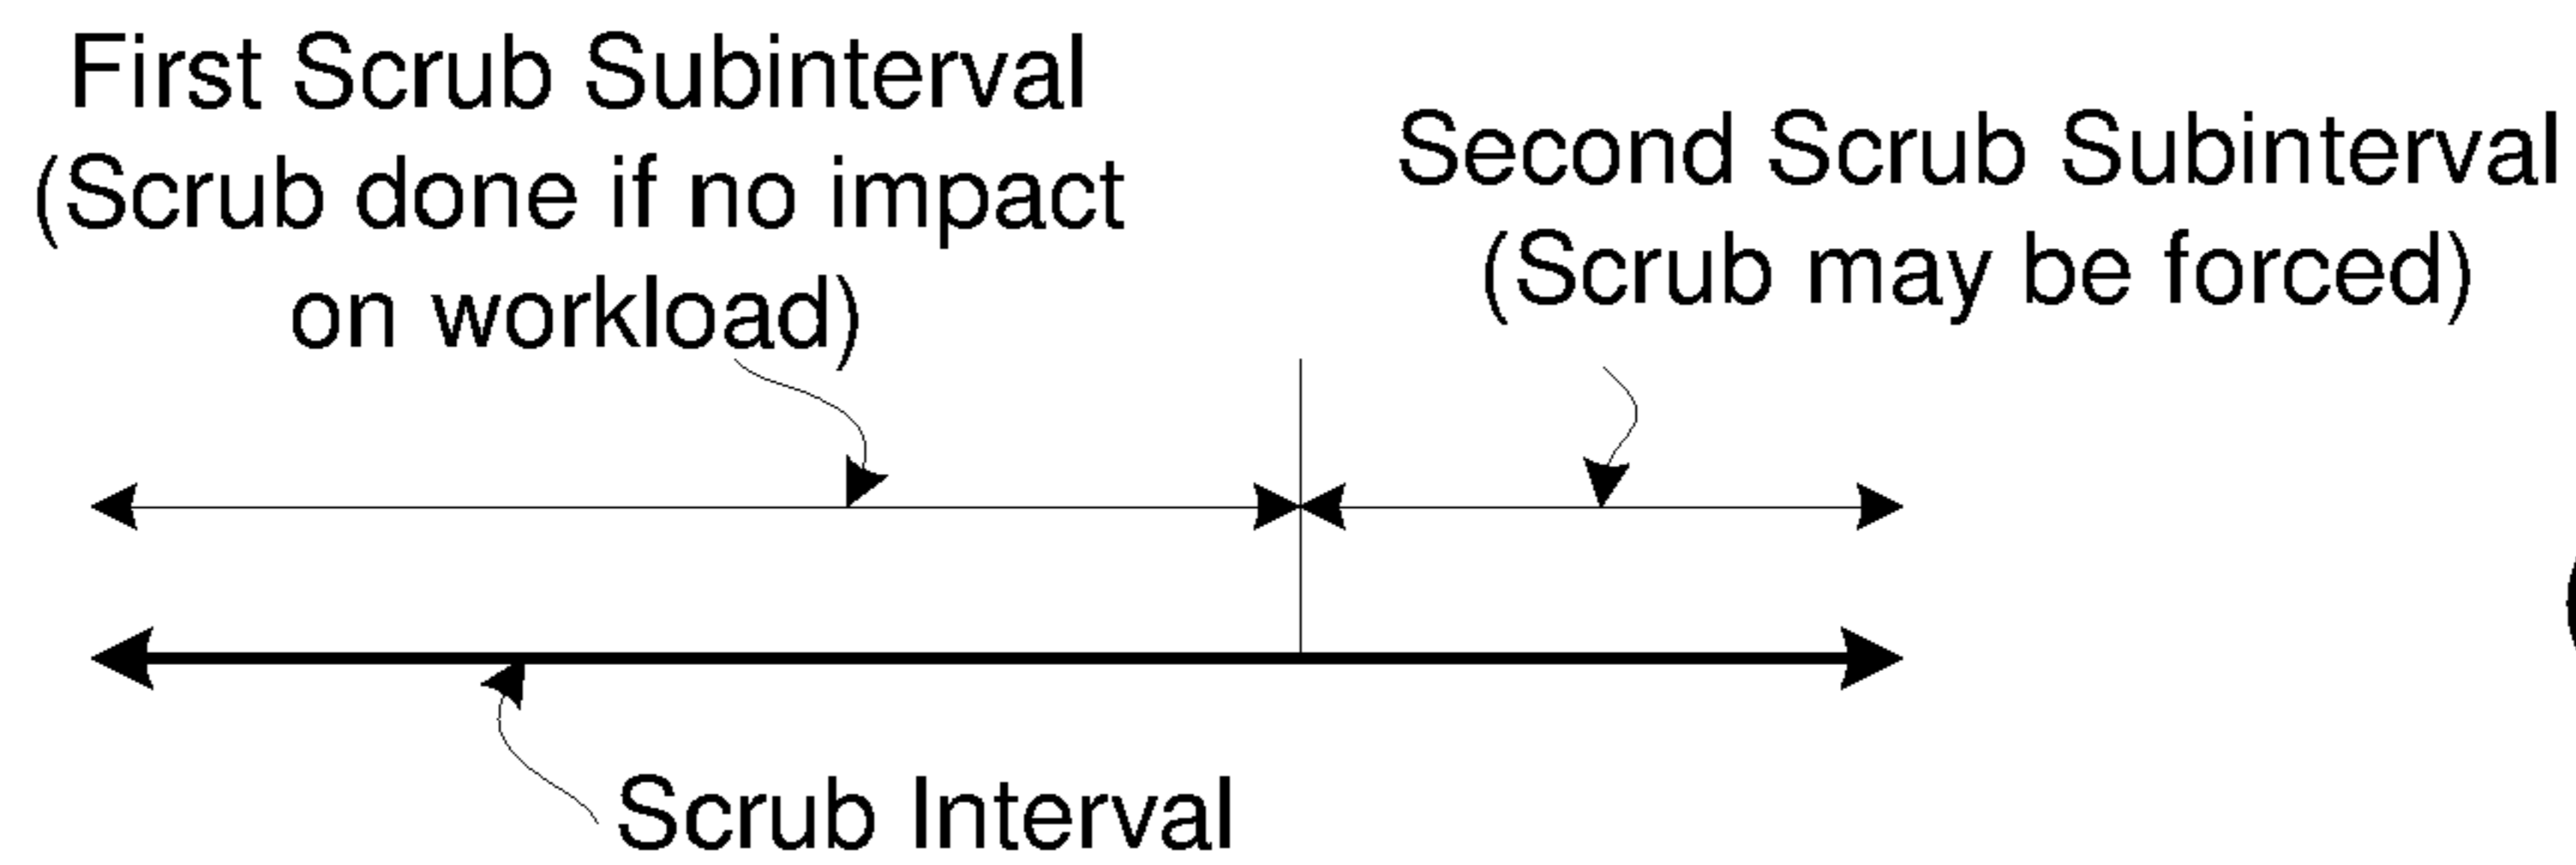 First Scrub Subinterval
(Scrub done if no impact
on workload)
Second Scrub Subinterval
(Scrub may be forced)
Scrub Interval